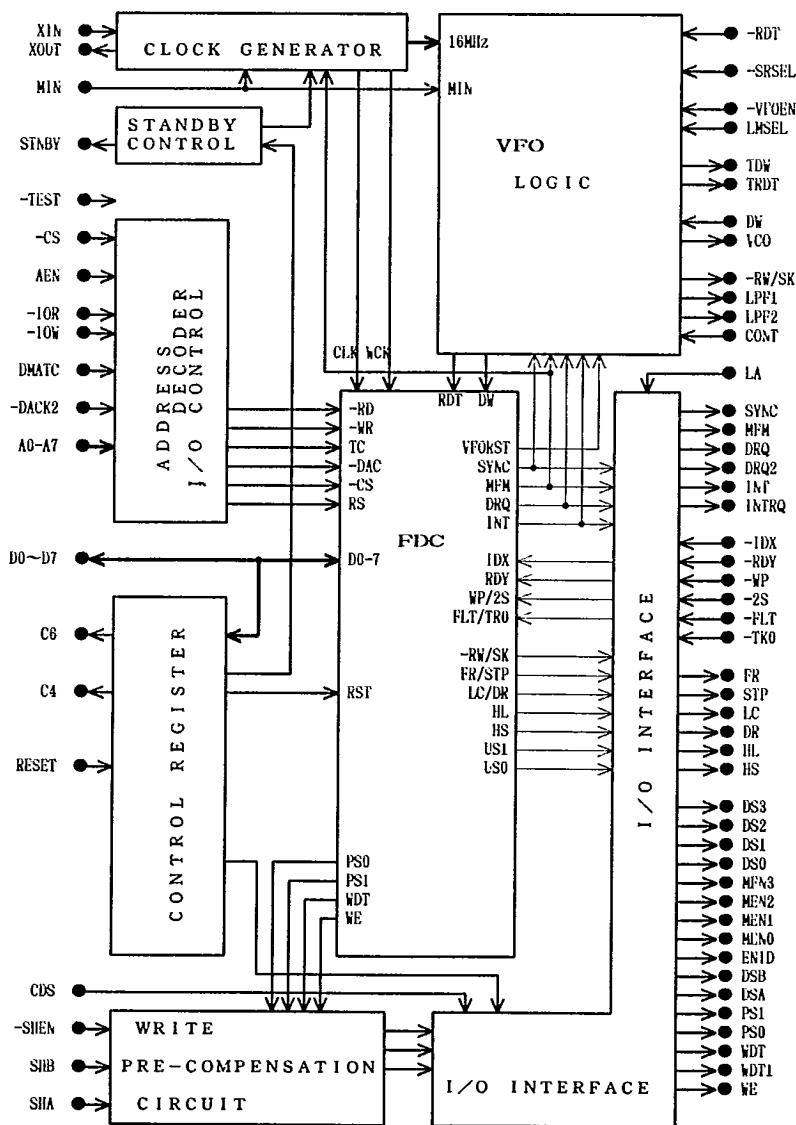 XIN
XOUT
MIN
STNBY
-TEST
-CS
AEN
-IOR
-IOW
DMATC
-DACK2
A0-A7
D0~D7
C6
C4
RESET
CDS
-SHEN
SHB
SHA
CLOCK GENERATOR
STANDBY
CONTROL
ADDRESS
DECODER
I/O CONTROL
CONTROL REGISTER
WRITE
PRE-COMPENSATION
CIRCUIT
16MHz
MIN
VFO
LOGIC
CLK WCK
RDT DW
-RD
-WR
TC
-DAC
-CS
RS
D0-7
RST
FDC
VFORST
SYNC
MFM
DRQ
INT
IDX
RDY
WP/2S
FLT/TR0
-RW/SK
FR/STP
LC/DR
HL
HS
US1
US0
PS0
PS1
WDT
WE
I/O INTERFACE
I/O INTERFACE
-RDT
-SRSEL
-VFOEN
LMSEL
TDW
TRDT
DW
VCO
-RW/SK
LPF1
LPF2
CONT
LA
SYNC
MFM
DRQ
DRQ2
INT
INTRQ
-IDX
-RDY
-WP
-2S
-FLT
-TK0
FR
STP
LC
DR
HL
HS
DS3
DS2
DS1
DS0
MEN3
MEN2
MEN1
MEN0
ENID
DSB
DSA
PS1
PS0
WDT
WDT1
WE